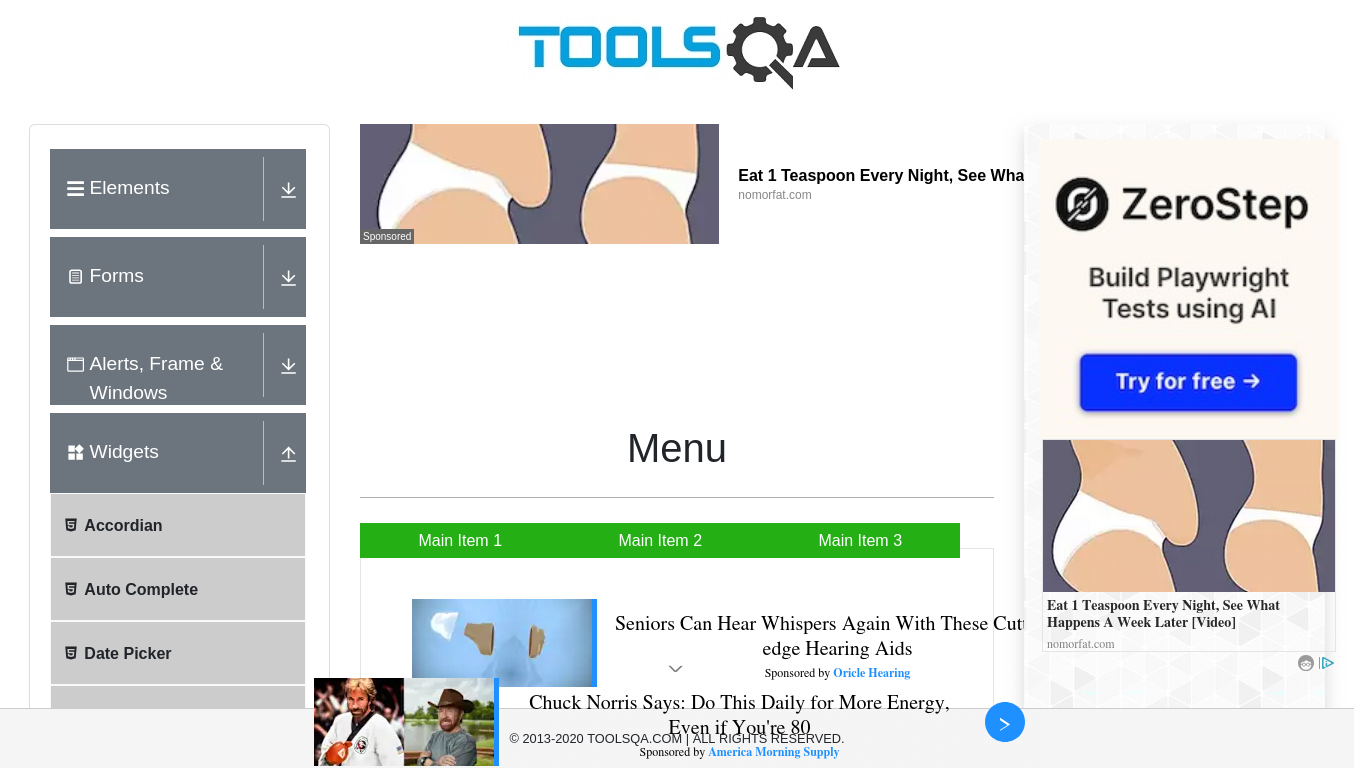 TOOLSQA
Elements
Forms
Alerts, Frame &
Windows
Widgets
Accordian
Auto Complete
Date Picker
Sponsored
Eat 1 Teaspoon Every Night, See Wha
nomorfat.com
Menu
Main Item 1
Main Item 2
Main Item 3
Seniors Can Hear Whispers Again With These Cutt
edge Hearing Aids
Sponsored by Oricle Hearing
Chuck Norris Says: Do This Daily for More Energy,
Even if You're 80
© 2013-2020 TOOLSQA.COM | ALL RIGHTS RESERVED.
Sponsored by America Morning Supply
ZeroStep
Build Playwright
Tests using AI
Try for free →
Eat 1 Teaspoon Every Night, See What
Happens A Week Later [Video]
nomorfat.com